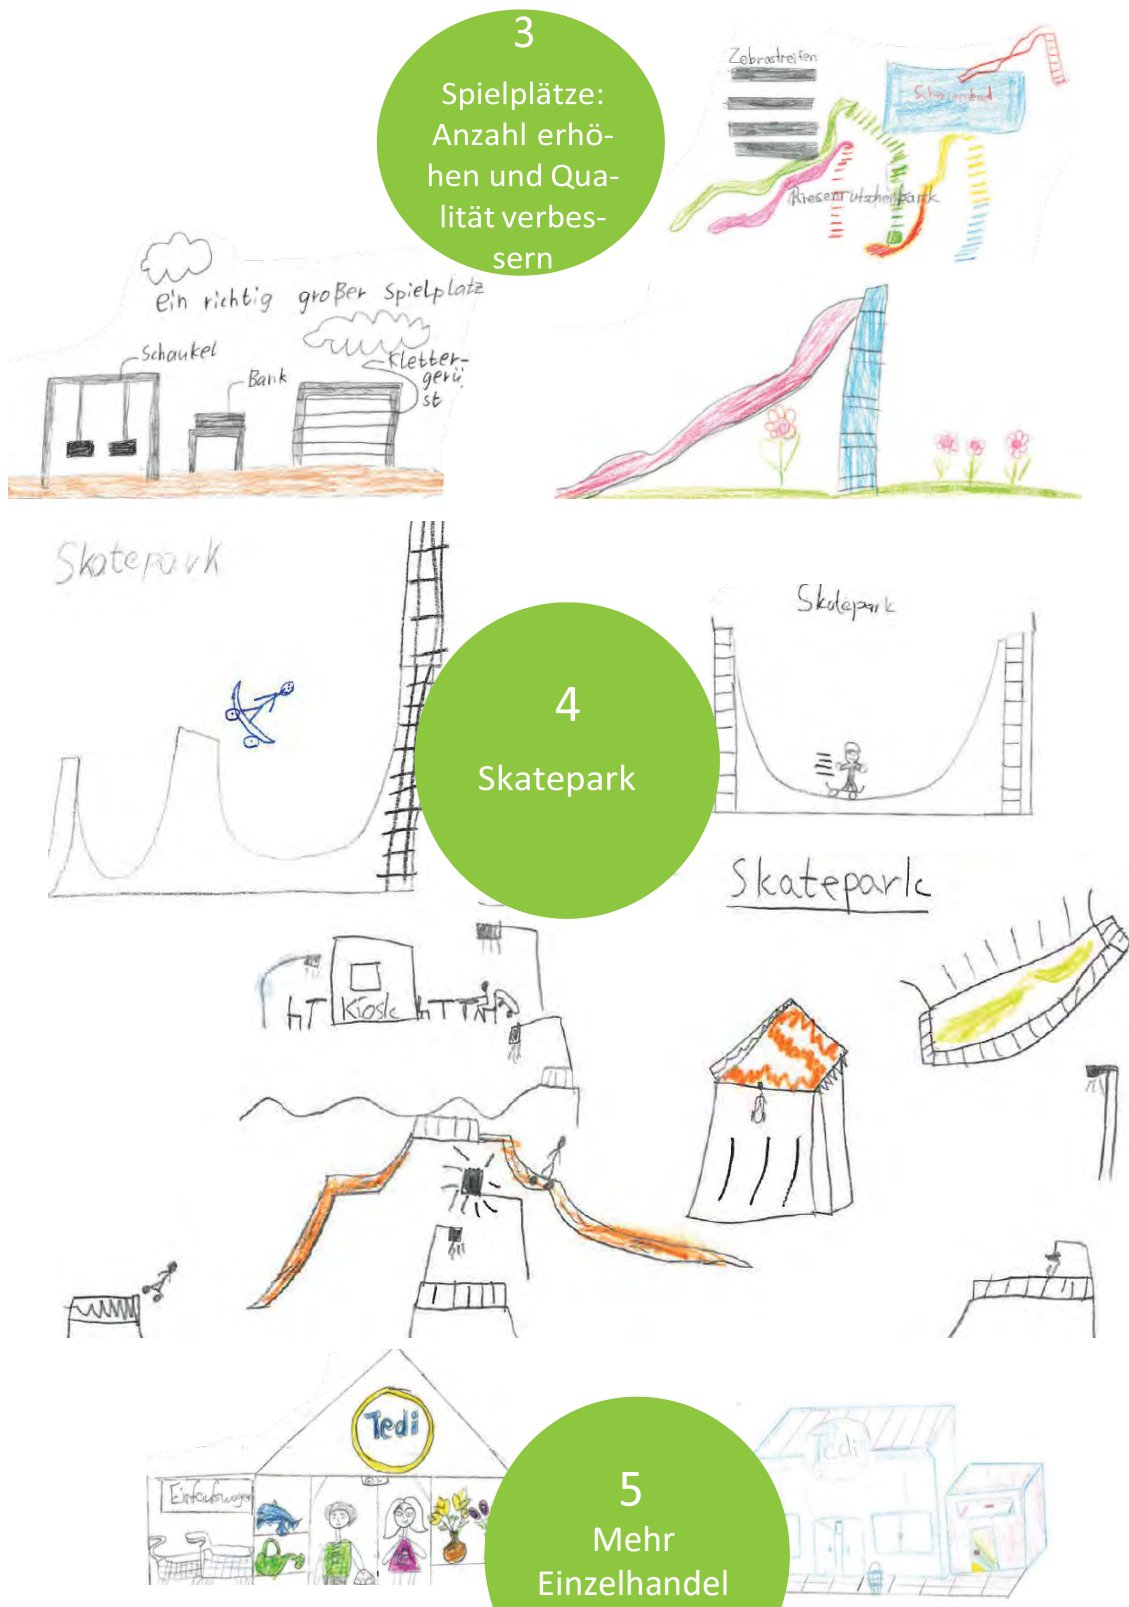 3
Spielplätze:
Anzahl erhö-
hen und Qua-
lität verbes-
sern
Zebrastreifen
Schwimmbad
Riesenrutschenpark
ein richtig großer Spielplatz
Schaukel
Bank
Kletter-
gerü
st
Skatepark
4
Skatepark
Skatepark
Skatepark
Kiosk
Tedi
Einkaufswagen
5
Mehr
Einzelhandel
Tedi